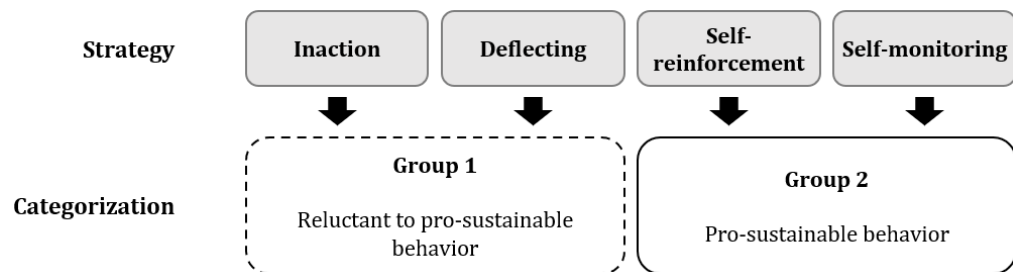 Strategy
Inaction
Deflecting
Self-
reinforcement
Self-monitoring
Categorization
Group 1
Reluctant to pro-sustainable
behavior
Group 2
Pro-sustainable behavior